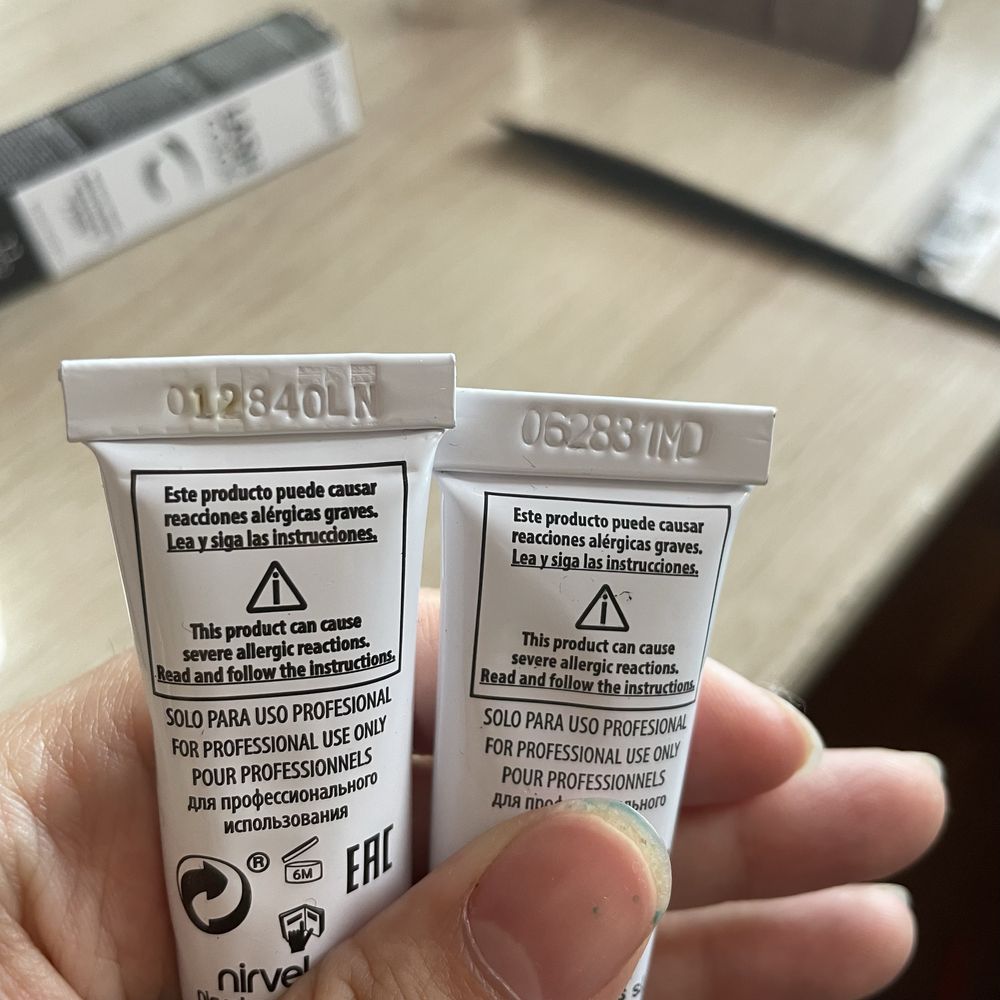 012840LN
Este producto puede causar
reacciones alérgicas graves.
Lea y siga las instrucciones.
This product can cause
severe allergic reactions.
Read and follow the instructions.
SOLO PARA USO PROFESIONAL
FOR PROFESSIONAL USE ONLY
POUR PROFESSIONNELS
для профессионального
использования
®
6M
EAC
nirvel
062831MD
Este producto puede causar
reacciones alérgicas graves.
Lea y siga las instrucciones.
This product can cause
severe allergic reactions.
Read and follow the instructions.
SOLO PARA USO PROFESIONAL
FOR PROFESSIONAL USE ONLY
POUR PROFESSIONNELS
для